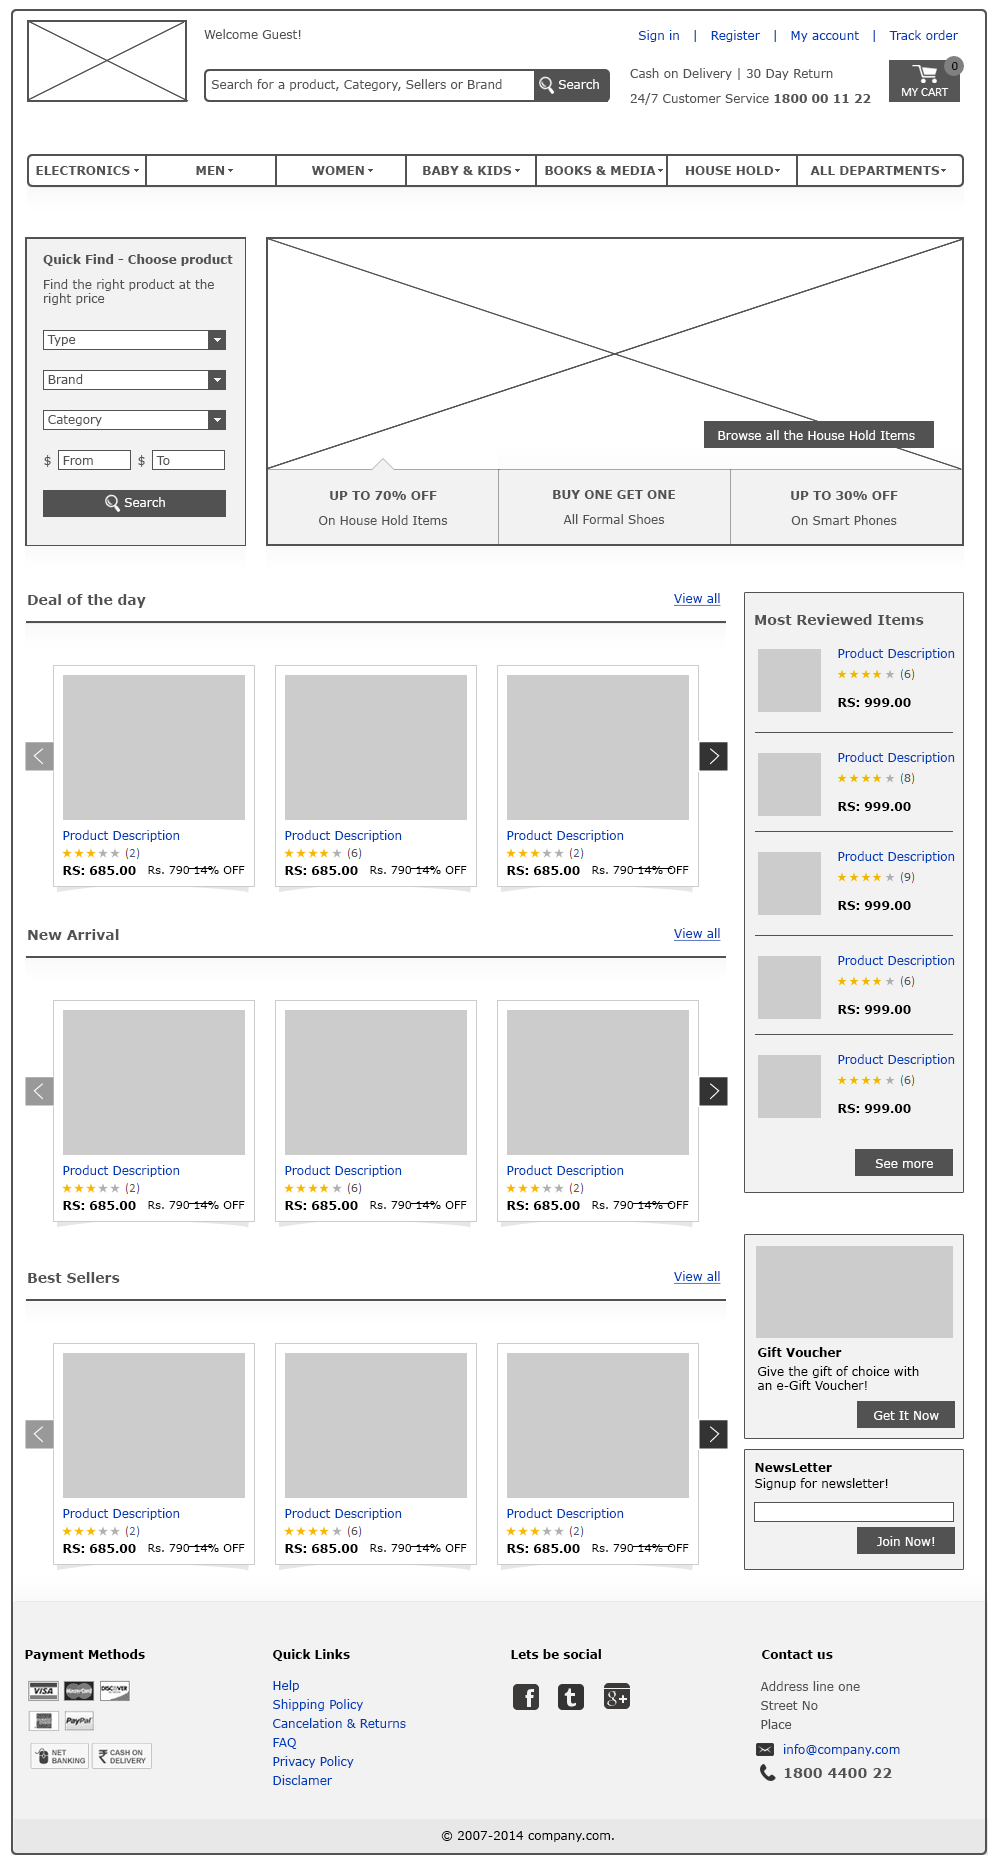 Welcome Guest!
Sign in | Register | My account | Track order
Search for a product, Category, Sellers or Brand
Search
Cash on Delivery | 30 Day Return
24/7 Customer Service 1800 00 11 22
0
MY CART
ELECTRONICS MEN WOMEN BABY & KIDS BOOKS & MEDIA HOUSE HOLD ALL DEPARTMENTS
Quick Find - Choose product
Find the right product at the
right price
Type
Brand
Category
$ From $ To
Search
Browse all the House Hold Items
UP TO 70% OFF
On House Hold Items
BUY ONE GET ONE
All Formal Shoes
UP TO 30% OFF
On Smart Phones
Deal of the day
View all
Product Description
(2)
RS: 685.00 Rs. 790 14% OFF
Product Description
(6)
RS: 685.00 Rs. 790 14% OFF
Product Description
(2)
RS: 685.00 Rs. 790 14% OFF
New Arrival
View all
Product Description
(2)
RS: 685.00 Rs. 790 14% OFF
Product Description
(6)
RS: 685.00 Rs. 790 14% OFF
Product Description
(2)
RS: 685.00 Rs. 790 14% OFF
Best Sellers
View all
Product Description
(2)
RS: 685.00 Rs. 790 14% OFF
Product Description
(6)
RS: 685.00 Rs. 790 14% OFF
Product Description
(2)
RS: 685.00 Rs. 790 14% OFF
Most Reviewed Items
Product Description
(6)
RS: 999.00
Product Description
(8)
RS: 999.00
Product Description
(9)
RS: 999.00
Product Description
(6)
RS: 999.00
Product Description
(6)
RS: 999.00
See more
Gift Voucher
Give the gift of choice with
an e-Gift Voucher!
Get It Now
NewsLetter
Signup for newsletter!
Join Now!
Payment Methods
VISA MasterCard DISCOVER
PayPal
NET
BANKING
CASH ON
DELIVERY
Quick Links
Help
Shipping Policy
Cancelation & Returns
FAQ
Privacy Policy
Disclamer
Lets be social
f t g+
Contact us
Address line one
Street No
Place
info@company.com
1800 4400 22
© 2007-2014 company.com.